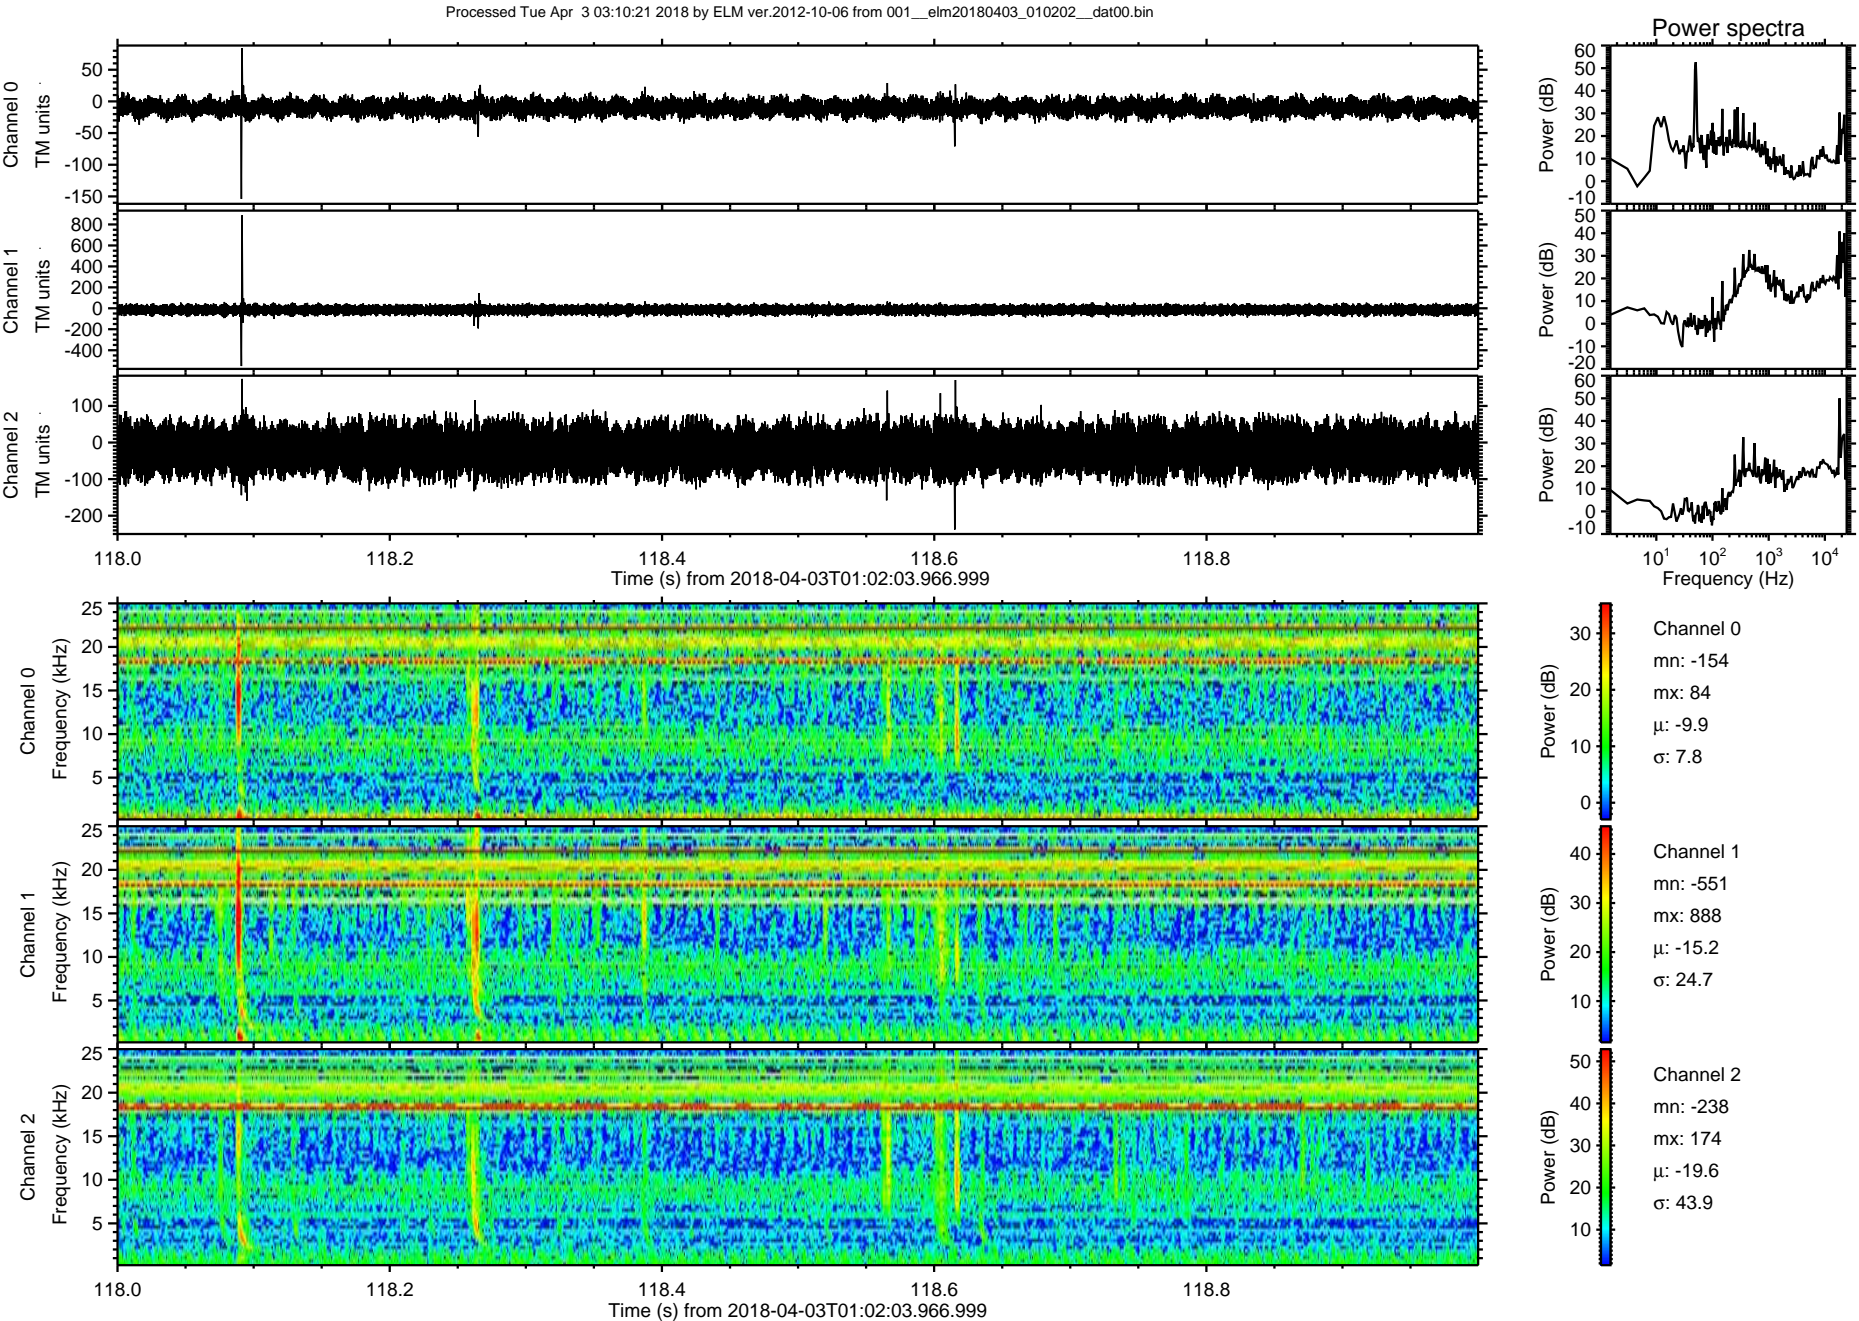 Processed Tue Apr 3 03:10:21 2018 by ELM ver.2012-10-06 from 001__elm20180403_010202__dat00.bin
Power spectra
Channel 0
TM units
50
0
-50
-100
-150
Power (dB)
60
50
40
30
20
10
0
-10
Channel 1
TM units
800
600
400
200
0
-200
-400
Power (dB)
50
40
30
20
10
0
-10
-20
Channel 2
TM units
100
0
-100
-200
Power (dB)
60
50
40
30
20
10
0
-10
118.0 118.2 118.4 118.6 118.8
Time (s) from 2018-04-03T01:02:03.966.999
10¹ 10² 10³ 10⁴
Frequency (Hz)
Channel 0
Frequency (kHz)
25
20
15
10
5
Power (dB)
30
20
10
0
Channel 0
mn: -154
mx: 84
μ: -9.9
σ: 7.8
Channel 1
Frequency (kHz)
25
20
15
10
5
Power (dB)
40
30
20
10
Channel 1
mn: -551
mx: 888
μ: -15.2
σ: 24.7
Channel 2
Frequency (kHz)
25
20
15
10
5
Power (dB)
50
40
30
20
10
Channel 2
mn: -238
mx: 174
μ: -19.6
σ: 43.9
118.0 118.2 118.4 118.6 118.8
Time (s) from 2018-04-03T01:02:03.966.999